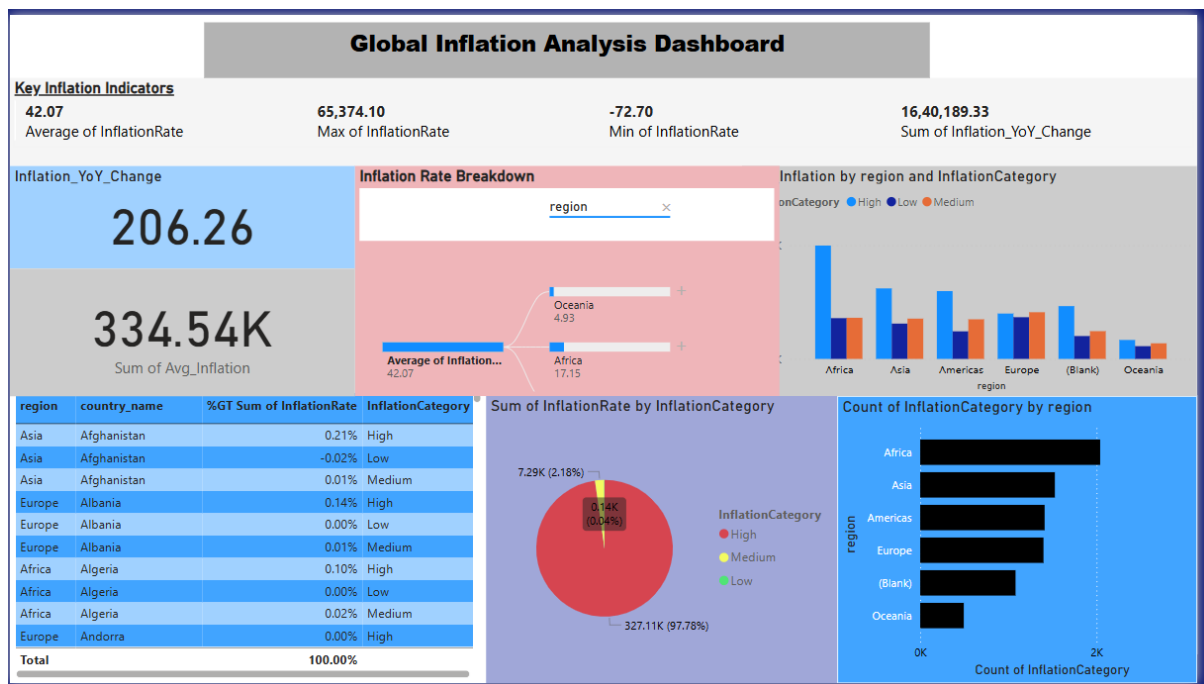 Global Inflation Analysis Dashboard
Key Inflation Indicators
42.07
Average of InflationRate
65,374.10
Max of InflationRate
-72.70
Min of InflationRate
16,40,189.33
Sum of Inflation_YoY_Change
Inflation_YoY_Change
206.26
334.54K
Sum of Avg_Inflation
Inflation Rate Breakdown
region ×
Oceania
4.93
Average of Inflation...
42.07
Africa
17.15
Inflation by region and InflationCategory
onCategory High Low Medium
Africa Asia Americas Europe (Blank) Oceania
region
region country_name %GT Sum of InflationRate InflationCategory
Asia Afghanistan 0.21% High
Asia Afghanistan -0.02% Low
Asia Afghanistan 0.01% Medium
Europe Albania 0.14% High
Europe Albania 0.00% Low
Europe Albania 0.01% Medium
Africa Algeria 0.10% High
Africa Algeria 0.00% Low
Africa Algeria 0.02% Medium
Europe Andorra 0.00% High
Total 100.00%
Sum of InflationRate by InflationCategory
7.29K (2.18%)
0.14K
(0.04%)
327.11K (97.78%)
InflationCategory
High
Medium
Low
Count of InflationCategory by region
region
Africa
Asia
Americas
Europe
(Blank)
Oceania
0K 2K
Count of InflationCategory